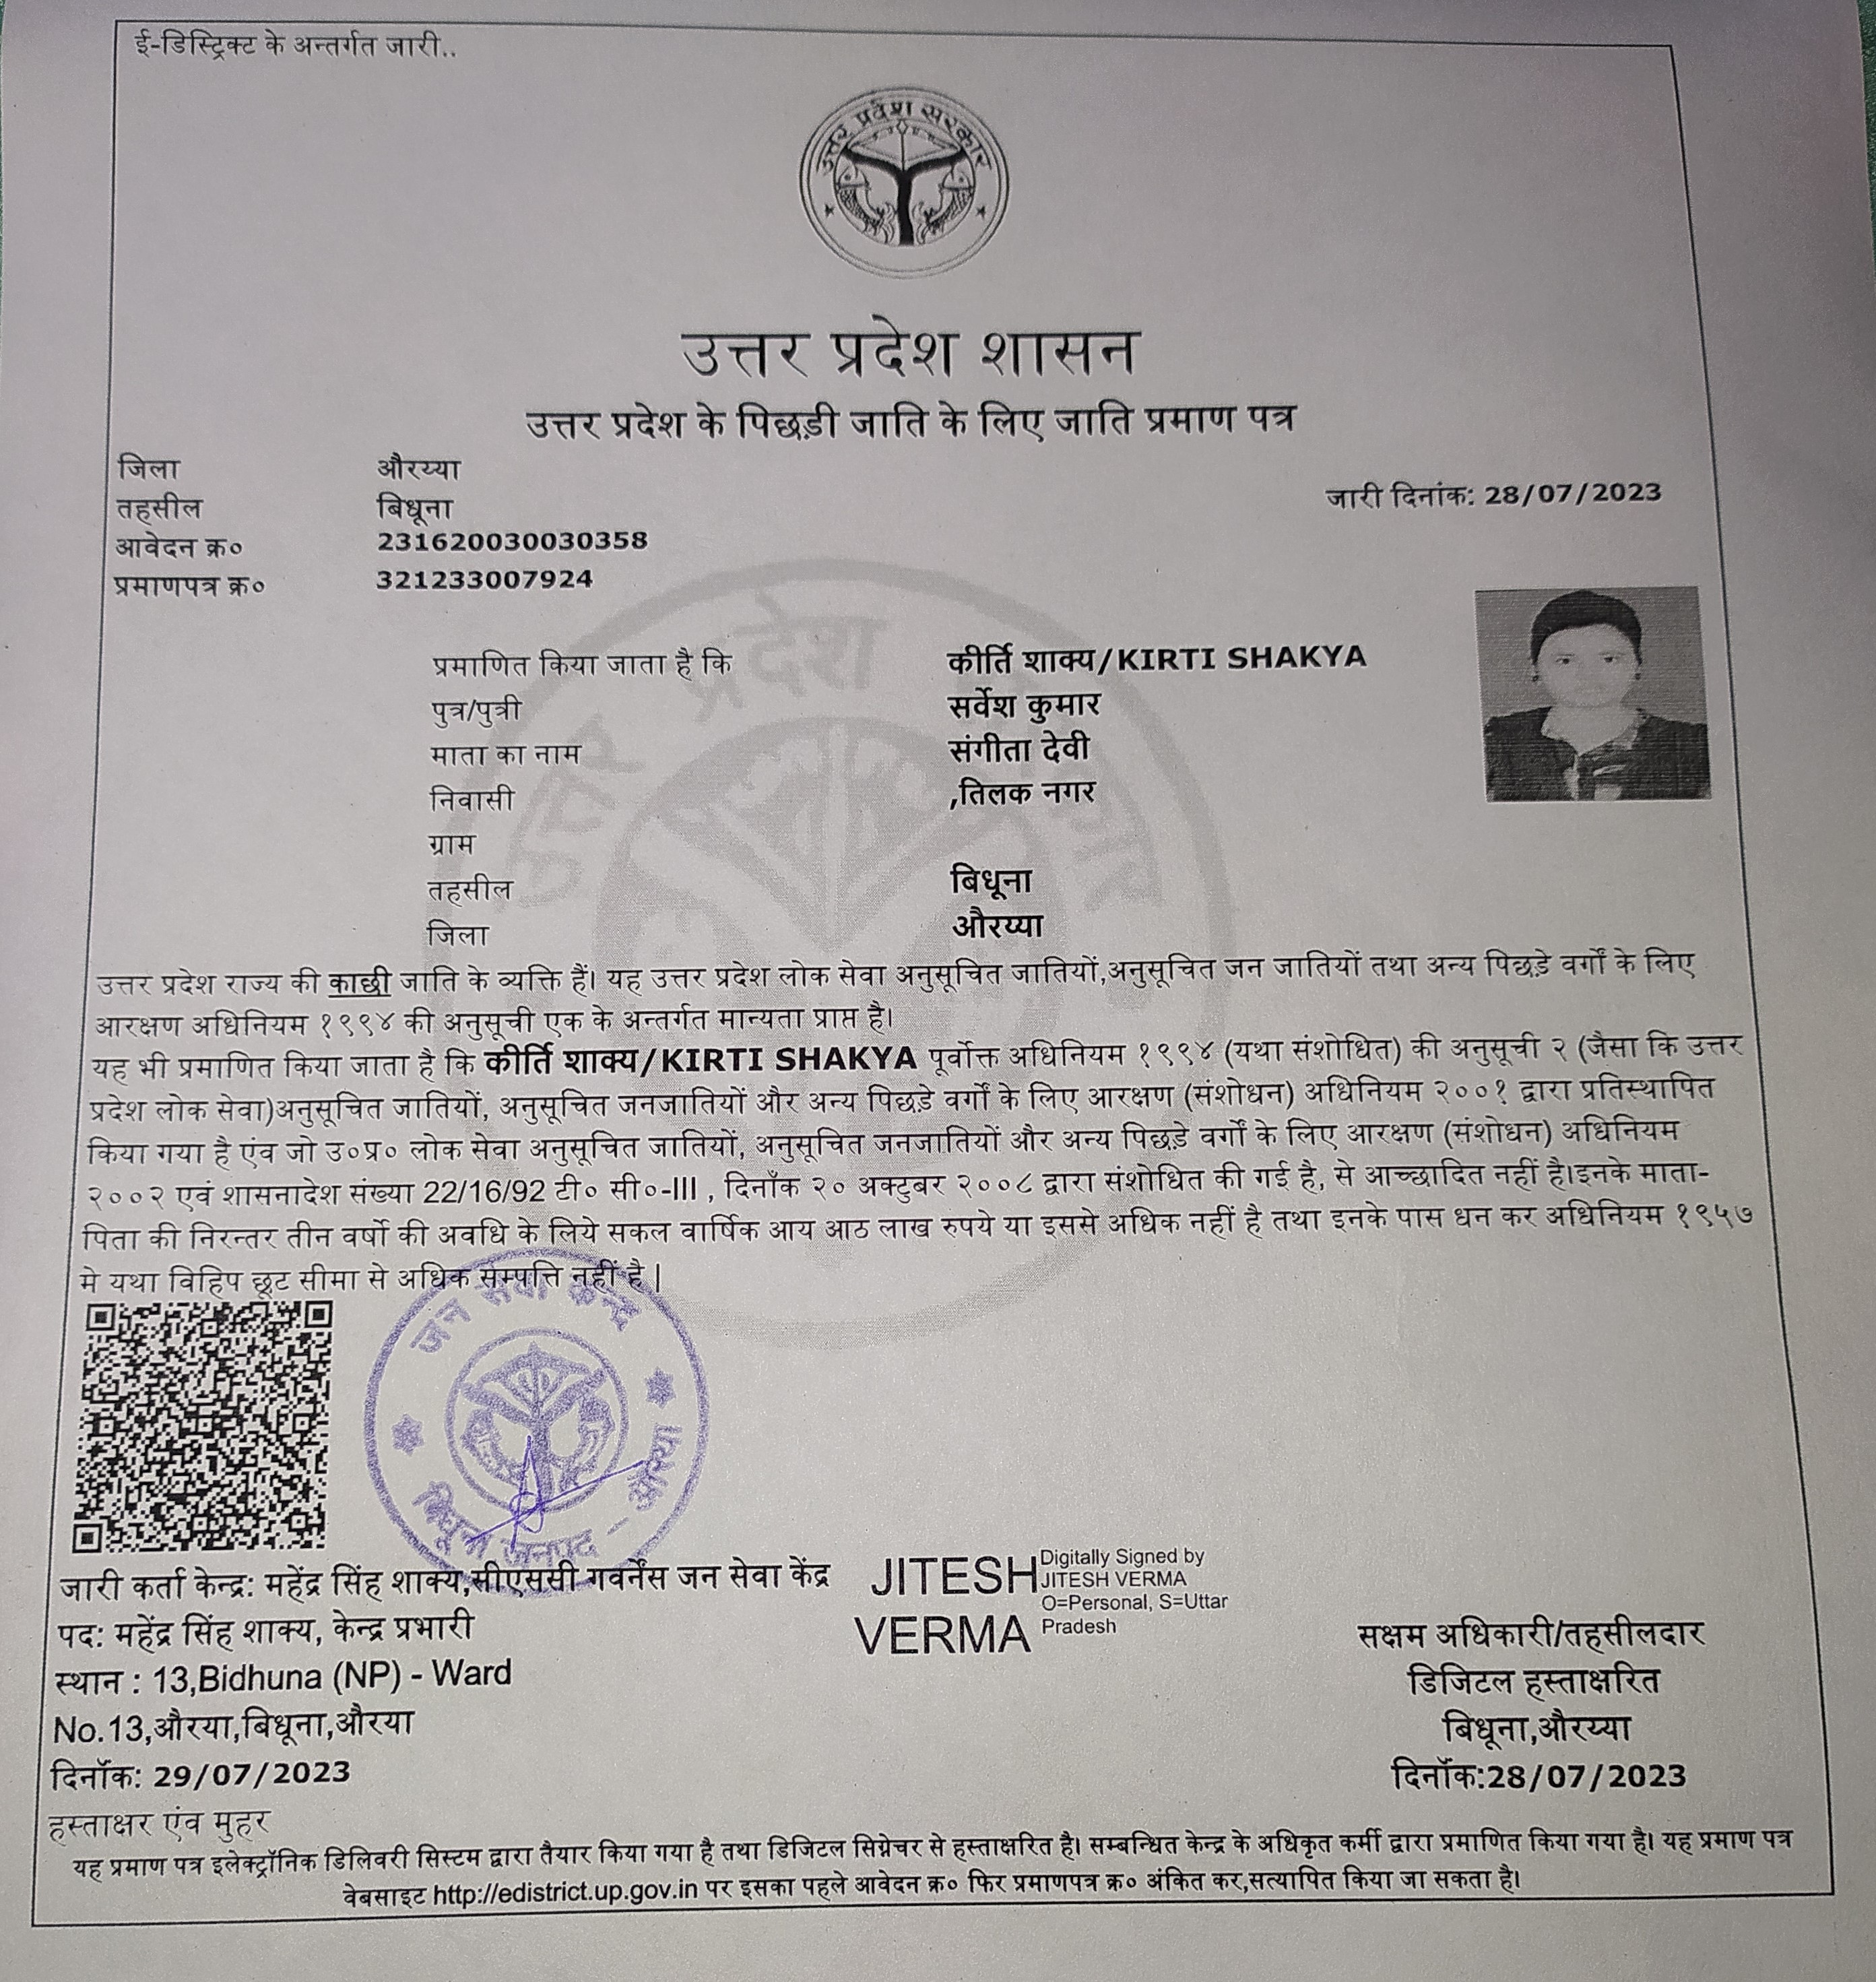 ई-डिस्ट्रिक्ट के अन्तर्गत जारी..
उत्तर प्रदेश सरकार
उत्तर प्रदेश शासन
उत्तर प्रदेश के पिछड़ी जाति के लिए जाति प्रमाण पत्र
जिला औरय्या
तहसील बिधूना
जारी दिनांक: 28/07/2023
आवेदन क्र० 231620030030358
प्रमाणपत्र क्र० 321233007924
प्रमाणित किया जाता है कि कीर्ति शाक्य/KIRTI SHAKYA
पुत्र/पुत्री सर्वेश कुमार
माता का नाम संगीता देवी
निवासी ,तिलक नगर
ग्राम
तहसील बिधूना
जिला औरय्या
उत्तर प्रदेश राज्य की काछी जाति के व्यक्ति हैं। यह उत्तर प्रदेश लोक सेवा अनुसूचित जातियों,अनुसूचित जन जातियों तथा अन्य पिछड़े वर्गों के लिए
आरक्षण अधिनियम १९९४ की अनुसूची एक के अन्तर्गत मान्यता प्राप्त है।
यह भी प्रमाणित किया जाता है कि कीर्ति शाक्य/KIRTI SHAKYA पूर्वोक्त अधिनियम १९९४ (यथा संशोधित) की अनुसूची २ (जैसा कि उत्तर
प्रदेश लोक सेवा)अनुसूचित जातियों, अनुसूचित जनजातियों और अन्य पिछड़े वर्गों के लिए आरक्षण (संशोधन) अधिनियम २००१ द्वारा प्रतिस्थापित
किया गया है एंव जो उ०प्र० लोक सेवा अनुसूचित जातियों, अनुसूचित जनजातियों और अन्य पिछड़े वर्गों के लिए आरक्षण (संशोधन) अधिनियम
२००२ एवं शासनादेश संख्या 22/16/92 टी० सी०-III , दिनाँक २० अक्टुबर २००८ द्वारा संशोधित की गई है, से आच्छादित नहीं है।इनके माता-
पिता की निरन्तर तीन वर्षो की अवधि के लिये सकल वार्षिक आय आठ लाख रुपये या इससे अधिक नहीं है तथा इनके पास धन कर अधिनियम १९५७
मे यथा विहिप छूट सीमा से अधिक सम्पत्ति नहीं है |
जन सेवा केन्द्र
बिधूना जनपद - औरैया
जारी कर्ता केन्द्र: महेंद्र सिंह शाक्य,सीएससी गवर्नेंस जन सेवा केंद्र
पद: महेंद्र सिंह शाक्य, केन्द्र प्रभारी
स्थान : 13,Bidhuna (NP) - Ward
No.13,औरया,बिधूना,औरया
दिनॉक: 29/07/2023
हस्ताक्षर एंव मुहर
JITESH
VERMA
Digitally Signed by
JITESH VERMA
O=Personal, S=Uttar
Pradesh
सक्षम अधिकारी/तहसीलदार
डिजिटल हस्ताक्षरित
बिधूना,औरय्या
दिनॉक:28/07/2023
यह प्रमाण पत्र इलेक्ट्रॉनिक डिलिवरी सिस्टम द्वारा तैयार किया गया है तथा डिजिटल सिग्नेचर से हस्ताक्षरित है। सम्बन्धित केन्द्र के अधिकृत कर्मी द्वारा प्रमाणित किया गया है। यह प्रमाण पत्र
वेबसाइट http://edistrict.up.gov.in पर इसका पहले आवेदन क्र० फिर प्रमाणपत्र क्र० अंकित कर,सत्यापित किया जा सकता है।